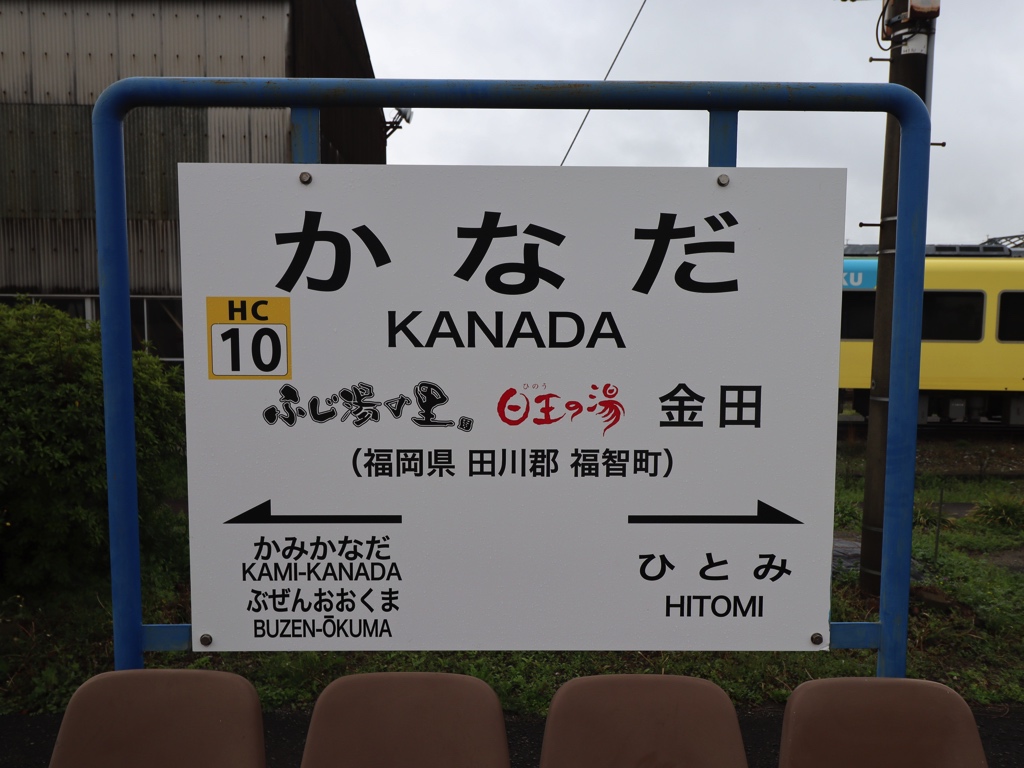 かなだ
KANADA
HC
10
ふじ湯の里
ひのう
日王の湯
金田
(福岡県 田川郡 福智町)
かみかなだ
KAMI-KANADA
ぶぜんおおくま
BUZEN-ŌKUMA
ひとみ
HITOMI
KU